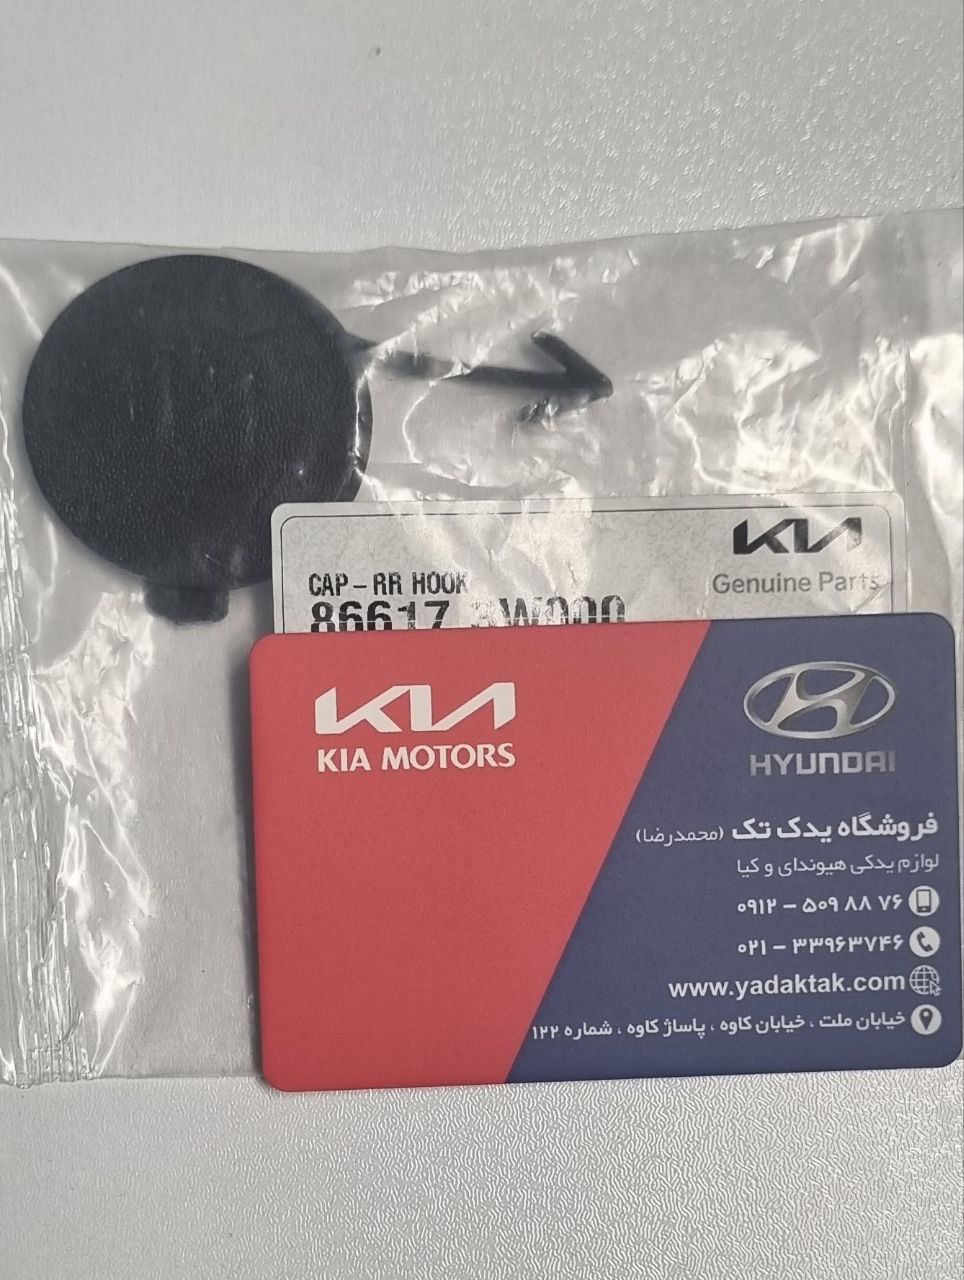 CAP-RR HOOK
86617
KIA
Genuine Parts
KIA
KIA MOTORS
HYUNDAI
فروشگاه یدک تک (محمدرضا)
لوازم یدکی هیوندای و کیا
۰۹۱۲ - ۵۰۹ ۸۸ ۷۶
۰۲۱ - ۳۳۹۶۳۷۴۶
www.yadaktak.com
خیابان ملت ، خیابان کاوه ، پاساژ کاوه ، شماره ۱۲۲